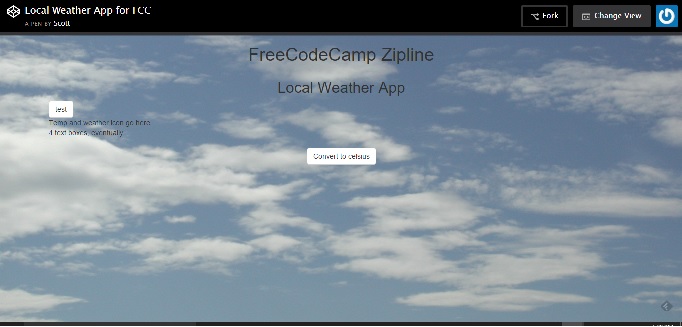 Local Weather App for FCC
A PEN BY Scott
Fork
Change View
FreeCodeCamp Zipline
Local Weather App
test
Temp and weather icon go here
4 text boxes, eventually
Convert to celsius